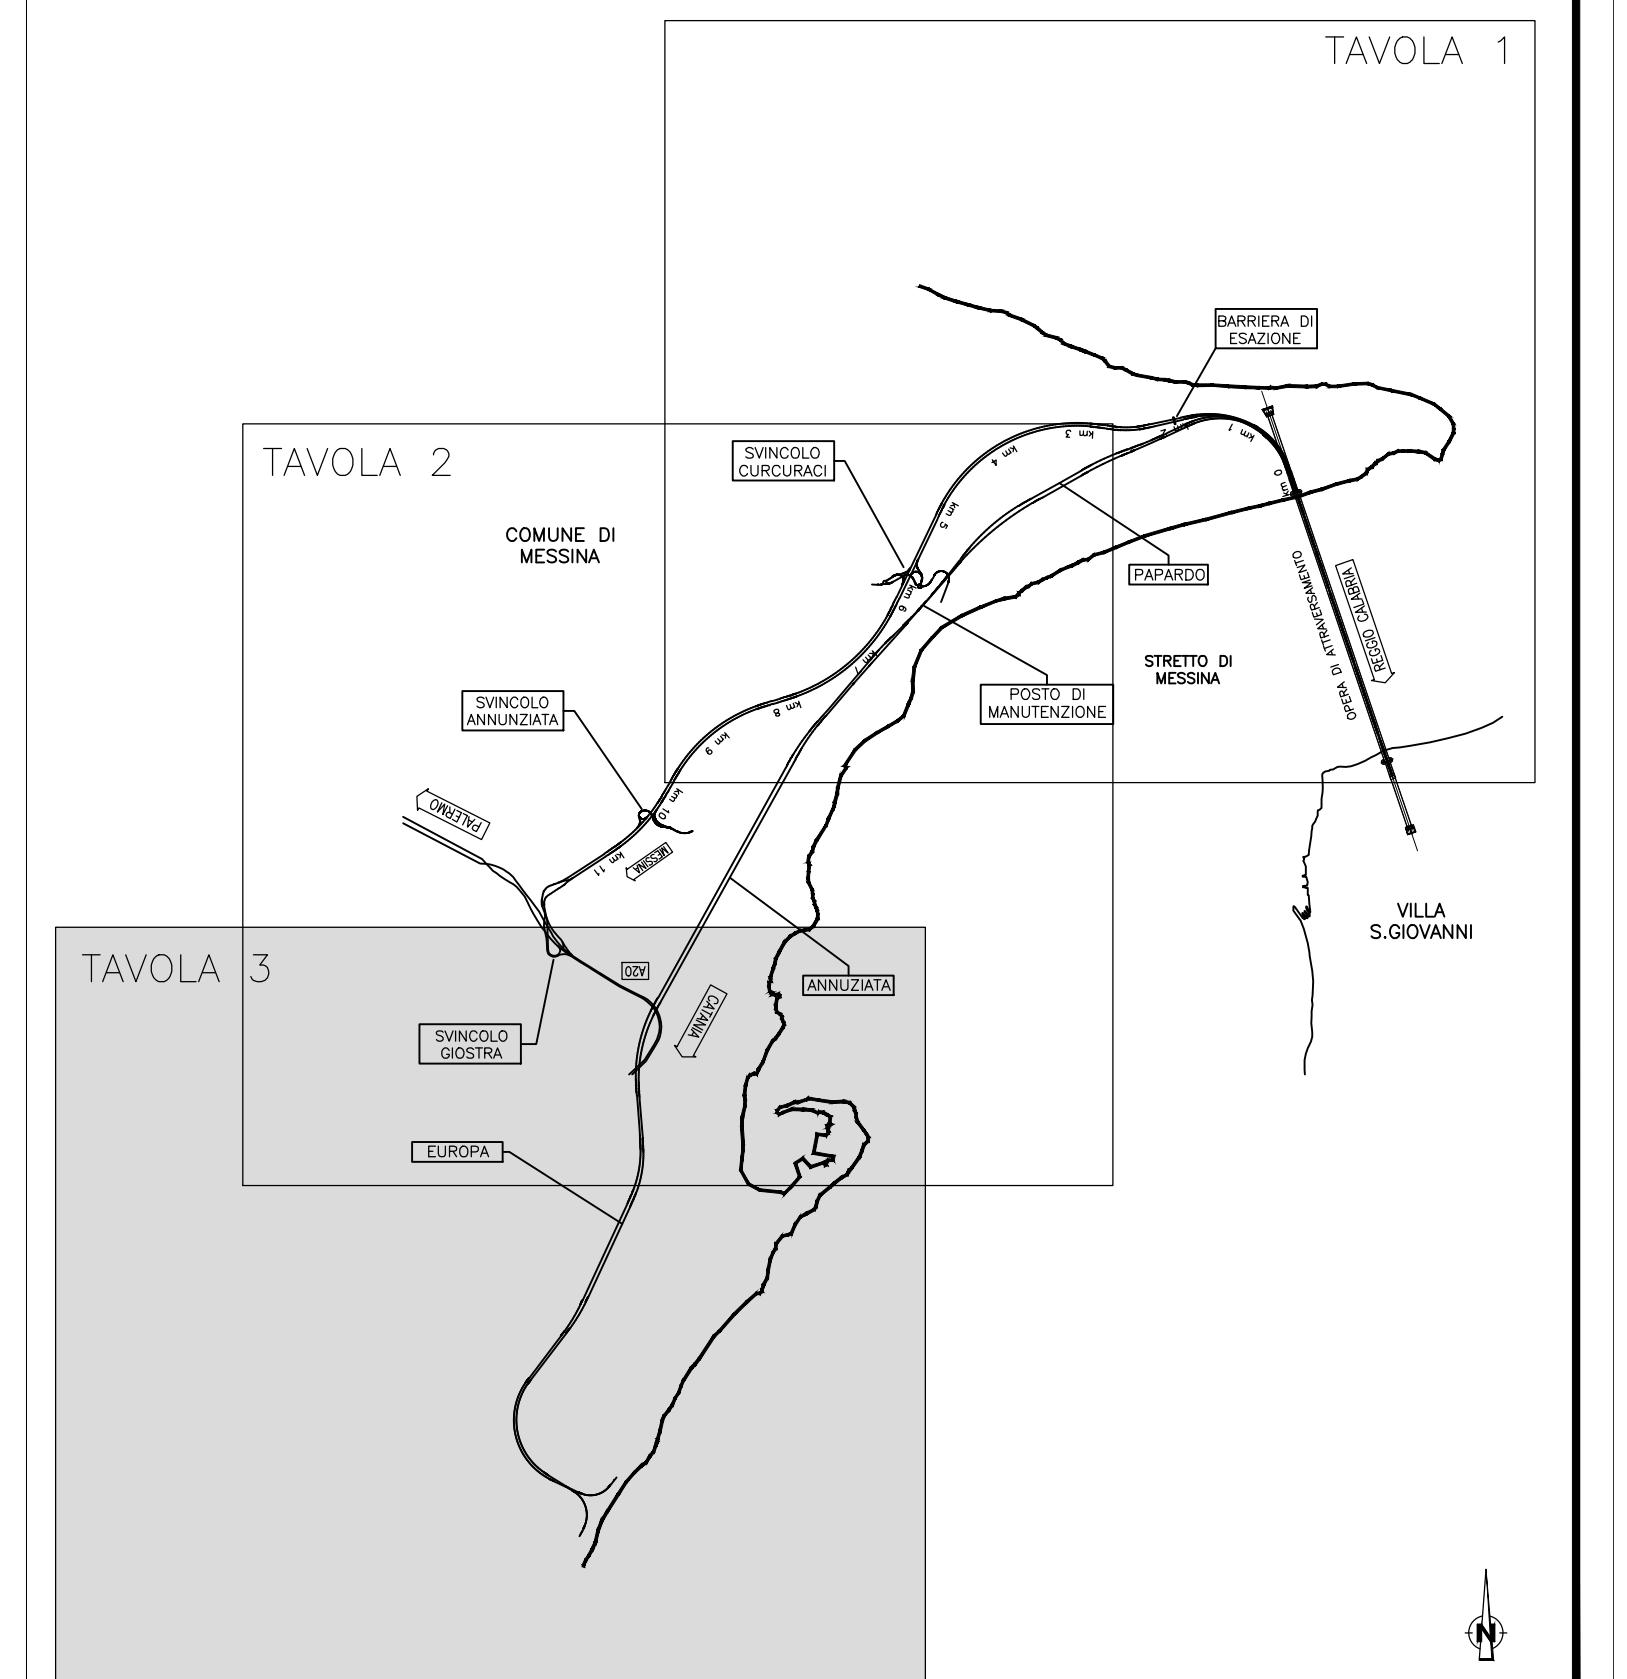 TAVOLA 1
BARRIERA DI
ESAZIONE
TAVOLA 2
SVINCOLO
CURCURACI
km 0
km 1
km 2
km 3
km 4
km 5
km 6
km 7
km 8
km 9
km 10
km 11
COMUNE DI
MESSINA
PAPARDO
OPERA DI ATTRAVERSAMENTO
REGGIO CALABRIA
STRETTO DI
MESSINA
POSTO DI
MANUTENZIONE
SVINCOLO
ANNUNZIATA
PALERMO
MESSINA
VILLA
S.GIOVANNI
TAVOLA 3
A20
ANNUZIATA
CATANIA
SVINCOLO
GIOSTRA
EUROPA
N